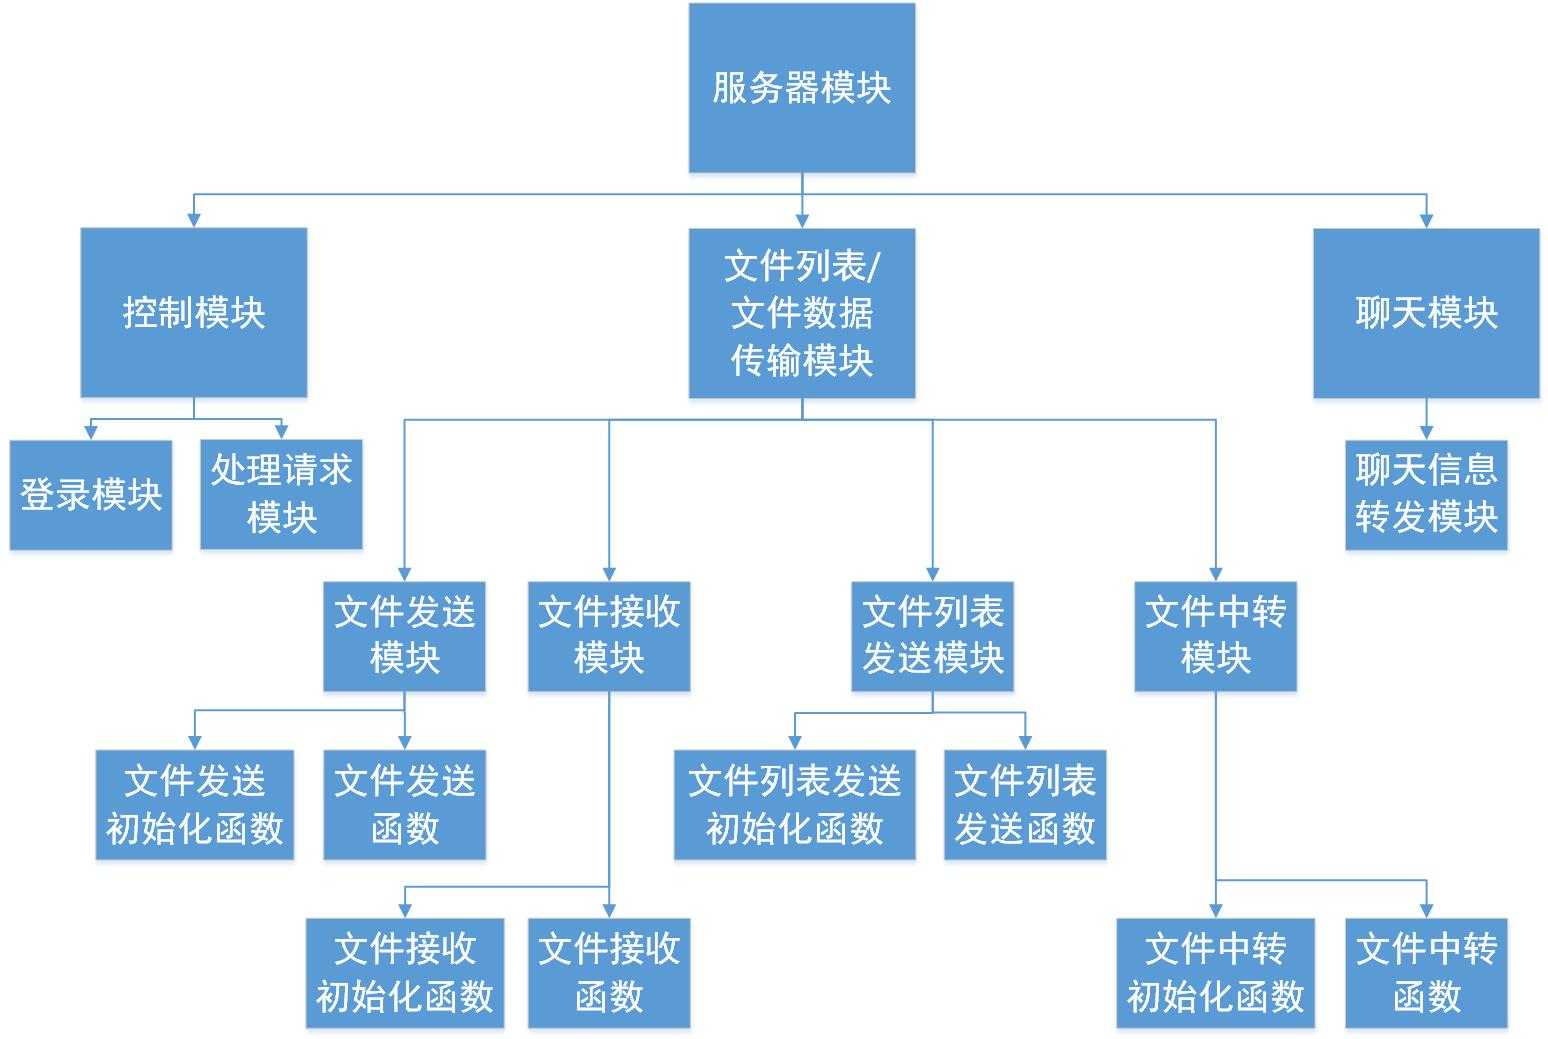 服务器模块
控制模块
文件列表/
文件数据
传输模块
聊天模块
登录模块
处理请求
模块
聊天信息
转发模块
文件发送
模块
文件接收
模块
文件列表
发送模块
文件中转
模块
文件发送
初始化函数
文件发送
函数
文件列表发送
初始化函数
文件列表
发送函数
文件接收
初始化函数
文件接收
函数
文件中转
初始化函数
文件中转
函数